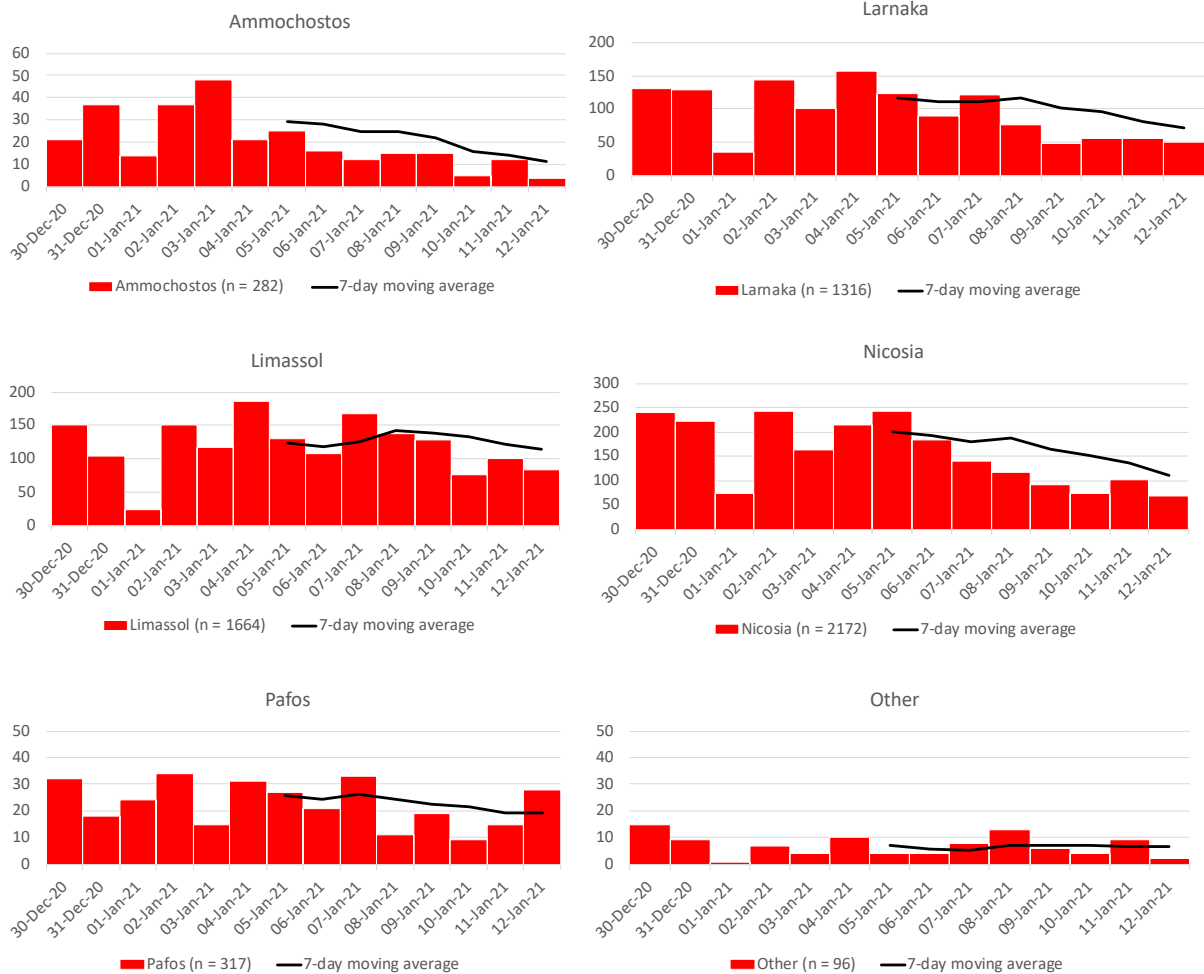 Ammochostos
60
50
40
30
20
10
0
30-Dec-20
31-Dec-20
01-Jan-21
02-Jan-21
03-Jan-21
04-Jan-21
05-Jan-21
06-Jan-21
07-Jan-21
08-Jan-21
09-Jan-21
10-Jan-21
11-Jan-21
12-Jan-21
Ammochostos (n = 282) 7-day moving average
Larnaka
200
150
100
50
0
30-Dec-20
31-Dec-20
01-Jan-21
02-Jan-21
03-Jan-21
04-Jan-21
05-Jan-21
06-Jan-21
07-Jan-21
08-Jan-21
09-Jan-21
10-Jan-21
11-Jan-21
12-Jan-21
Larnaka (n = 1316) 7-day moving average
Limassol
200
150
100
50
0
30-Dec-20
31-Dec-20
01-Jan-21
02-Jan-21
03-Jan-21
04-Jan-21
05-Jan-21
06-Jan-21
07-Jan-21
08-Jan-21
09-Jan-21
10-Jan-21
11-Jan-21
12-Jan-21
Limassol (n = 1664) 7-day moving average
Nicosia
300
250
200
150
100
50
0
30-Dec-20
31-Dec-20
01-Jan-21
02-Jan-21
03-Jan-21
04-Jan-21
05-Jan-21
06-Jan-21
07-Jan-21
08-Jan-21
09-Jan-21
10-Jan-21
11-Jan-21
12-Jan-21
Nicosia (n = 2172) 7-day moving average
Pafos
50
40
30
20
10
0
30-Dec-20
31-Dec-20
01-Jan-21
02-Jan-21
03-Jan-21
04-Jan-21
05-Jan-21
06-Jan-21
07-Jan-21
08-Jan-21
09-Jan-21
10-Jan-21
11-Jan-21
12-Jan-21
Pafos (n = 317) 7-day moving average
Other
50
40
30
20
10
0
30-Dec-20
31-Dec-20
01-Jan-21
02-Jan-21
03-Jan-21
04-Jan-21
05-Jan-21
06-Jan-21
07-Jan-21
08-Jan-21
09-Jan-21
10-Jan-21
11-Jan-21
12-Jan-21
Other (n = 96) 7-day moving average